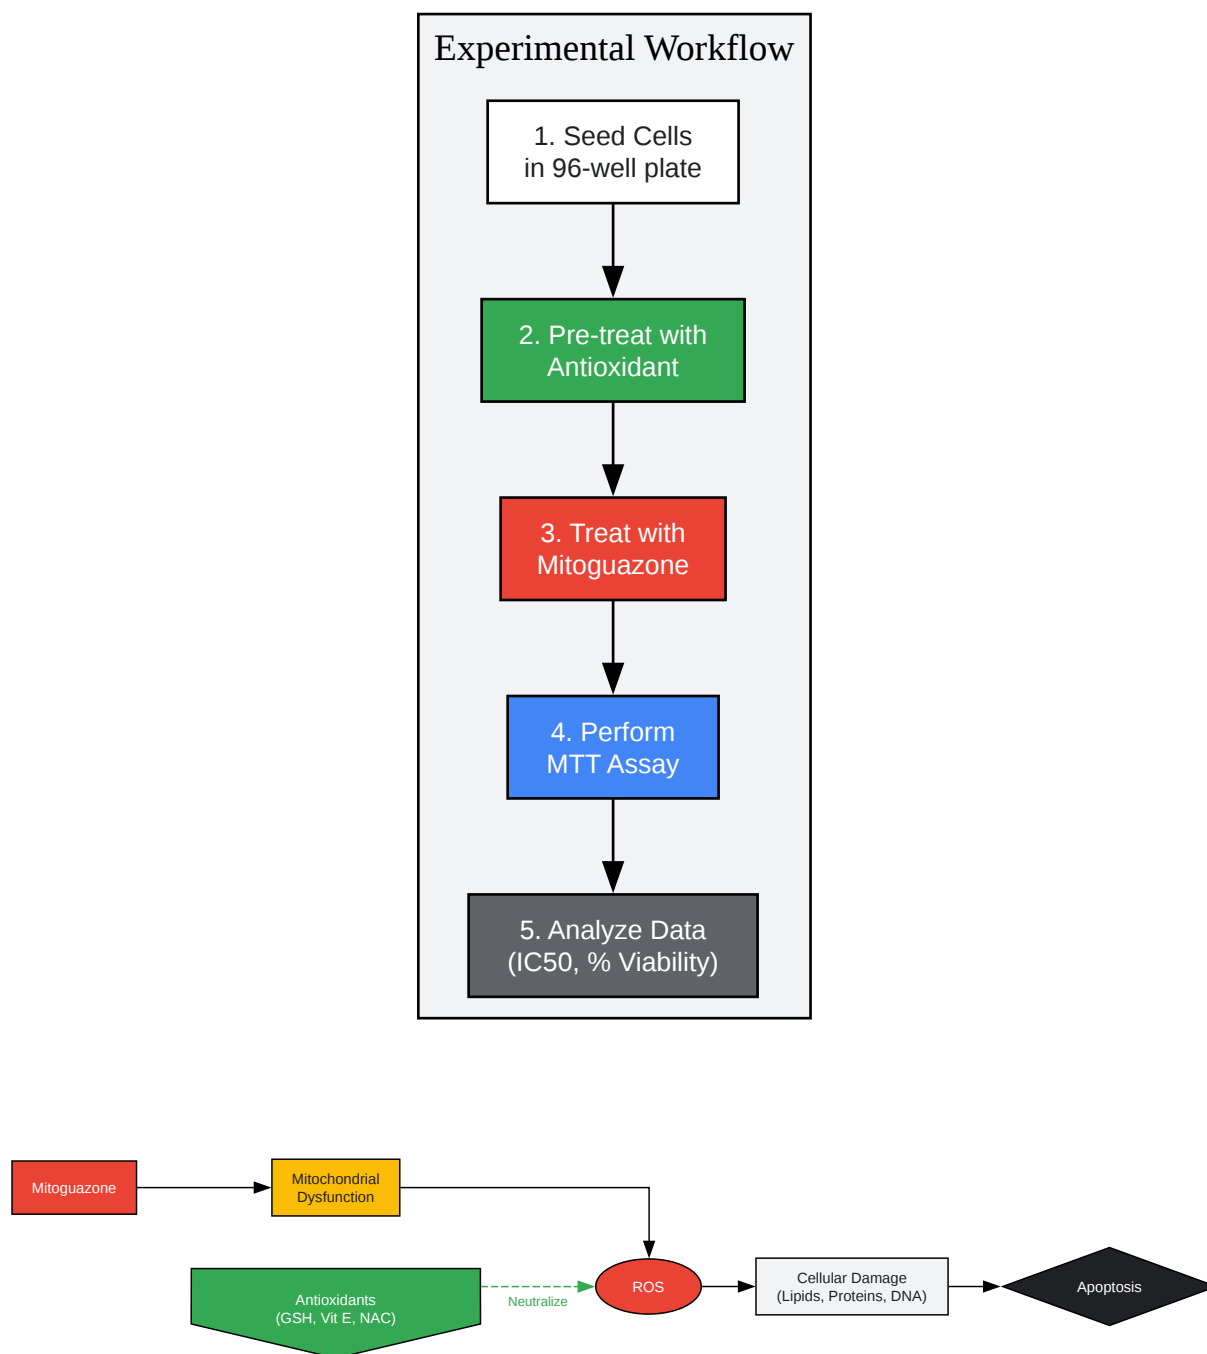 Experimental Workflow
1. Seed Cells
in 96-well plate
2. Pre-treat with
Antioxidant
3. Treat with
Mitoguazone
4. Perform
MTT Assay
5. Analyze Data
(IC50, % Viability)
Mitoguazone
Mitochondrial
Dysfunction
Antioxidants
(GSH, Vit E, NAC)
Neutralize
ROS
Cellular Damage
(Lipids, Proteins, DNA)
Apoptosis